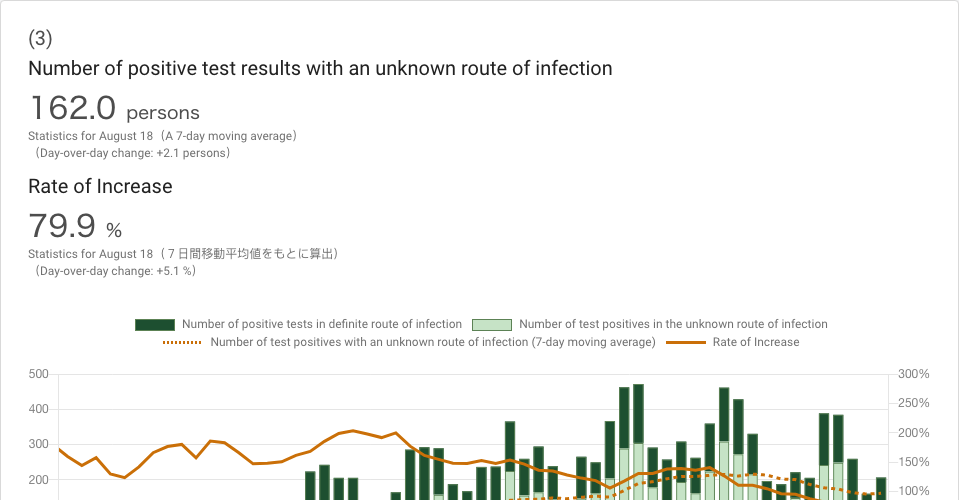 (3)
Number of positive test results with an unknown route of infection
162.0 persons
Statistics for August 18（A 7-day moving average）
（Day-over-day change: +2.1 persons）
Rate of Increase
79.9 %
Statistics for August 18（７日間移動平均値をもとに算出）
（Day-over-day change: +5.1 %）
Number of positive tests in definite route of infection Number of test positives in the unknown route of infection
Number of test positives with an unknown route of infection (7-day moving average) Rate of Increase
500 300%
400 250%
300 200%
150%
200
100%